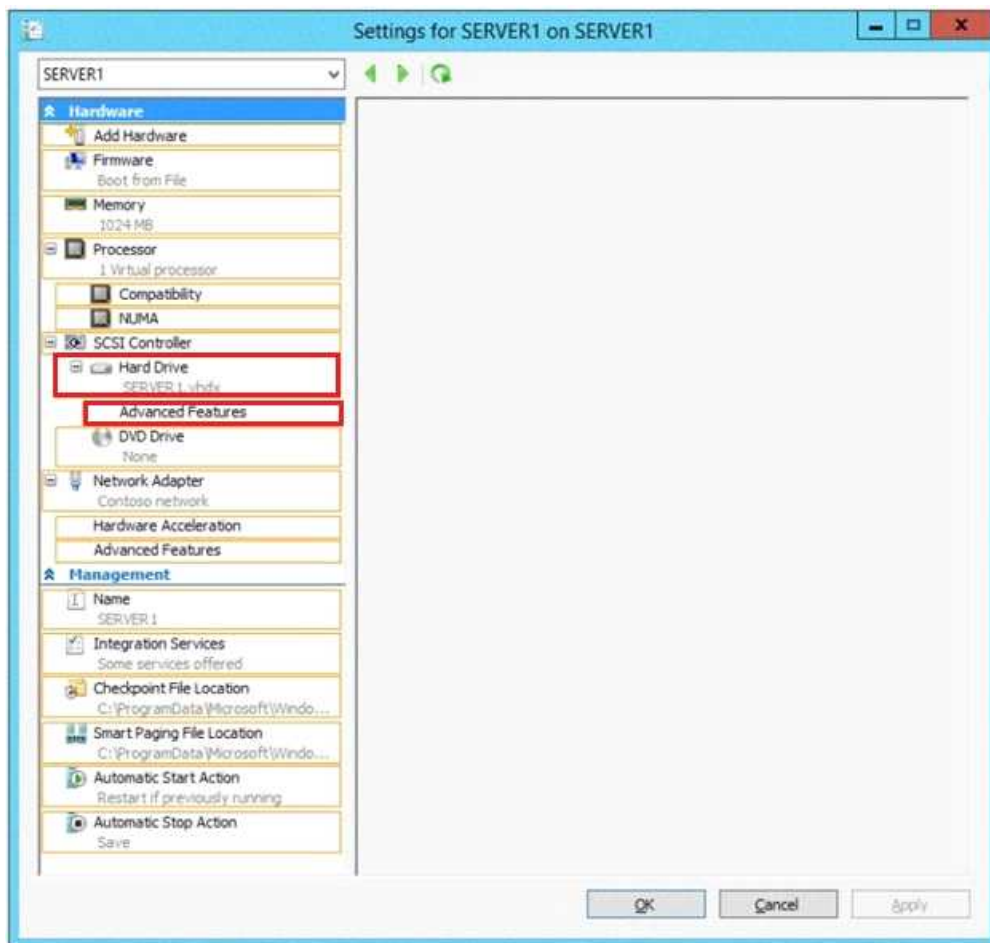 Settings for SERVER1 on SERVER1
SERVER1
Hardware
Add Hardware
Firmware
Boot from File
Memory
1024 MB
Processor
1 Virtual processor
Compatibility
NUMA
SCSI Controller
Hard Drive
SERVER1.vhdx
Advanced Features
DVD Drive
None
Network Adapter
Contoso network
Hardware Acceleration
Advanced Features
Management
Name
SERVER1
Integration Services
Some services offered
Checkpoint File Location
C:\ProgramData\Microsoft\Windo...
Smart Paging File Location
C:\ProgramData\Microsoft\Windo...
Automatic Start Action
Restart if previously running
Automatic Stop Action
Save
OK
Cancel
Apply